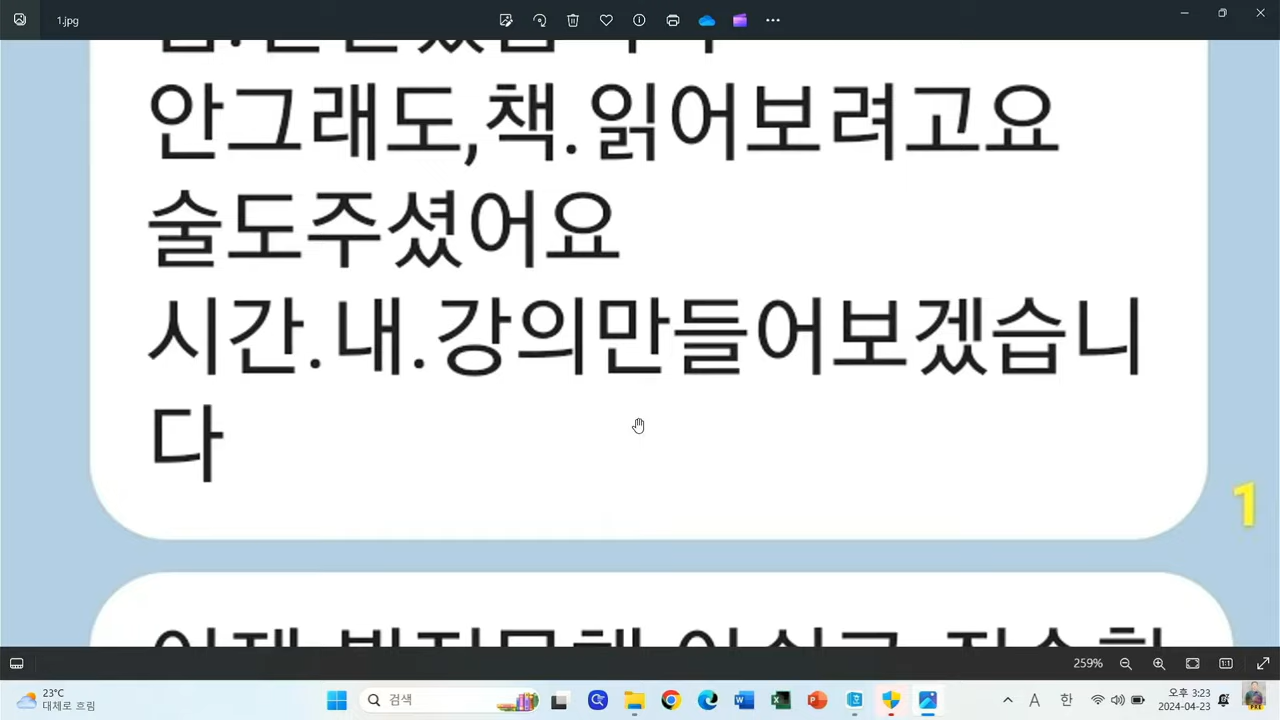 1.jpg
안그래도,책.읽어보려고요
술도주셨어요
시간.내.강의만들어보겠습니
다
1
259%
23°C
대체로 흐림
검색
A
한
오후 3:23
2024-04-23